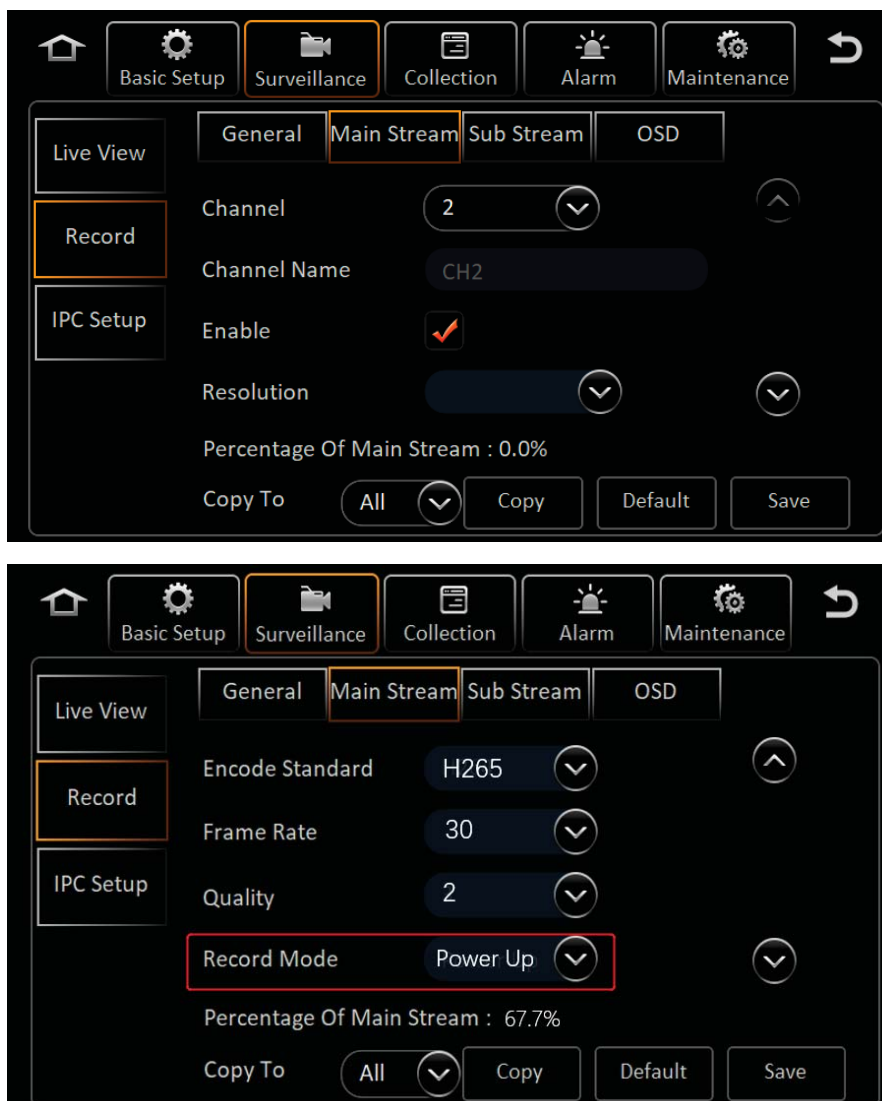 Basic Setup Surveillance Collection Alarm Maintenance
General Main Stream Sub Stream OSD
Live View
Channel 2
Record
Channel Name CH2
IPC Setup
Enable
Resolution
Percentage Of Main Stream : 0.0%
Copy To All Copy Default Save
Basic Setup Surveillance Collection Alarm Maintenance
General Main Stream Sub Stream OSD
Live View
Encode Standard H265
Record
Frame Rate 30
IPC Setup
Quality 2
Record Mode Power Up
Percentage Of Main Stream : 67.7%
Copy To All Copy Default Save